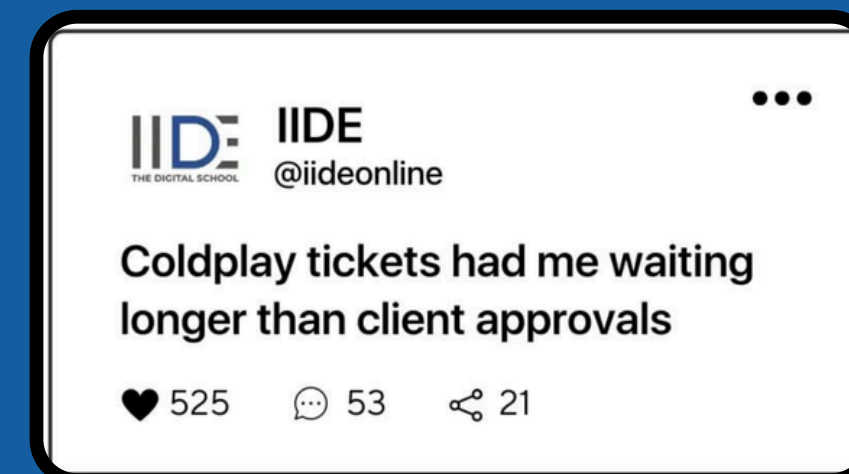 IIDE
THE DIGITAL SCHOOL
IIDE
@iideonline
Coldplay tickets had me waiting
longer than client approvals
525 53 21